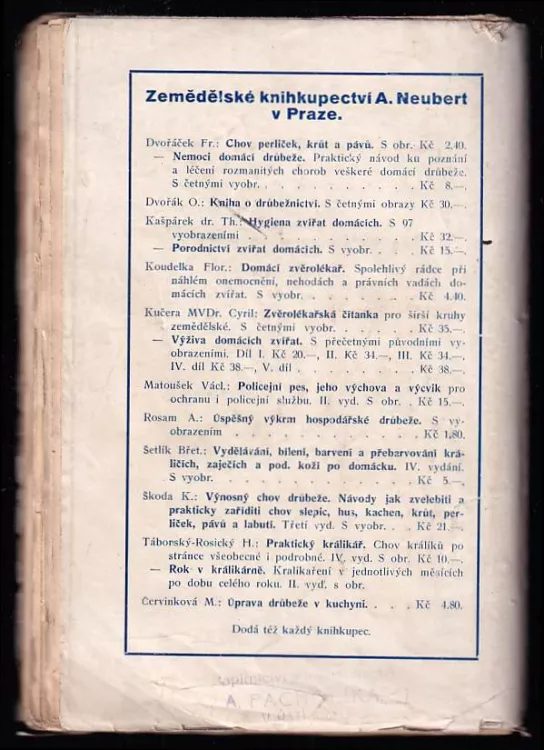 Zemědělské knihkupectví A. Neubert
v Praze.
Dvořáček Fr.: Chov perliček, krůt a pávů. S obr. Kč 2.40.
— Nemoci domácí drůbeže. Praktický návod ku poznání
a léčení rozmanitých chorob veškeré domácí drůbeže.
S četnými vyobr. . . . . . . . . . . . Kč 8.—.
Dvořák O.: Kniha o drůbežnictví. S četnými obrazy Kč 30.—.
Kašpárek dr. Th.: Hygiena zvířat domácích. S 97
vyobrazeními . . . . . . . . . . . . Kč 32.—.
— Porodnictví zvířat domácích. S vyobr. . . . Kč 15.—.
Koudelka Flor.: Domácí zvěrolékař. Spolehlivý rádce při
náhlém onemocnění, nehodách a právních vadách do-
mácích zvířat. S vyobr. . . . . . . . . Kč 4.40.
Kučera MVDr. Cyril: Zvěrolékařská čítanka pro širší kruhy
zemědělské. S četnými vyobr. . . . . . . Kč 35.—.
— Výživa domácích zvířat. S přečetnými původními vy-
obrazeními. Díl I. Kč 20.—, II. Kč 34.—, III. Kč 34.—,
IV. díl Kč 38.—, V. díl . . . . . . . . Kč 38.—.
Matoušek Václ.: Policejní pes, jeho výchova a výcvik pro
ochranu i policejní službu. II. vyd. S obr. . Kč 15.—.
Rosam A.: Úspěšný výkrm hospodářské drůbeže. S vy-
obrazením . . . . . . . . . . . . . Kč 1.80.
Šetlík Břet.: Vydělávání, bílení, barvení a přebarvování krá-
ličích, zaječích a pod. koží po domácku. IV. vydání.
S vyobr. . . . . . . . . . . . . . Kč 5.—.
Škoda K.: Výnosný chov drůbeže. Návody jak zvelebiti a
prakticky zaříditi chov slepic, hus, kachen, krůt, per-
liček, pávů a labutí. Třetí vyd. S vyobr. . . Kč 21.—.
Táborský-Rosický H.: Praktický králikář. Chov králíků po
stránce všeobecné i podrobné. IV. vyd. S obr. Kč 10.—.
— Rok v králíkárně. Kralikaření v jednotlivých měsících
po dobu celého roku. II. vyd. s obr.
Červinková M.: Úprava drůbeže v kuchyni. . . . Kč 4.80.
Dodá též každý knihkupec.